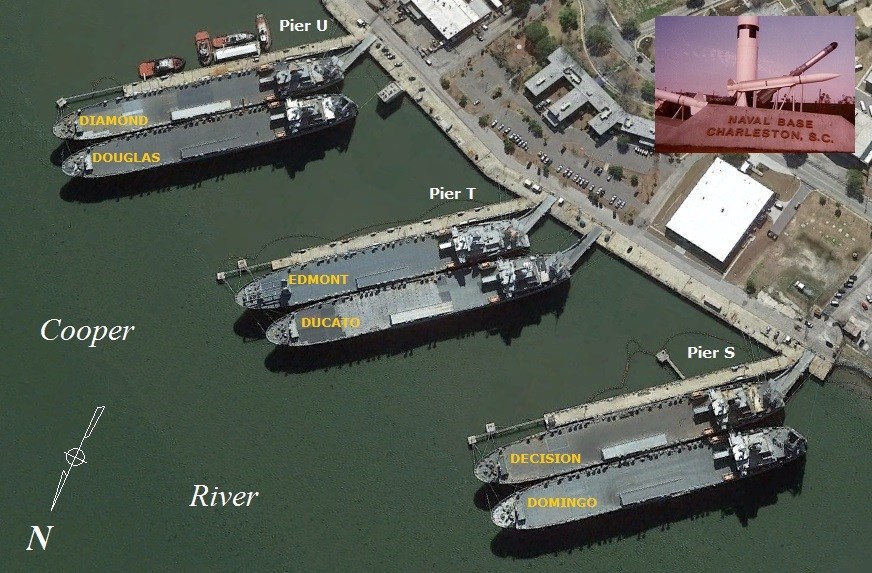 Pier U
DIAMOND
DOUGLAS
NAVAL BASE
CHARLESTON, S.C.
Pier T
EDMONT
DUCATO
Cooper
Pier S
DECISION
DOMINGO
River
N